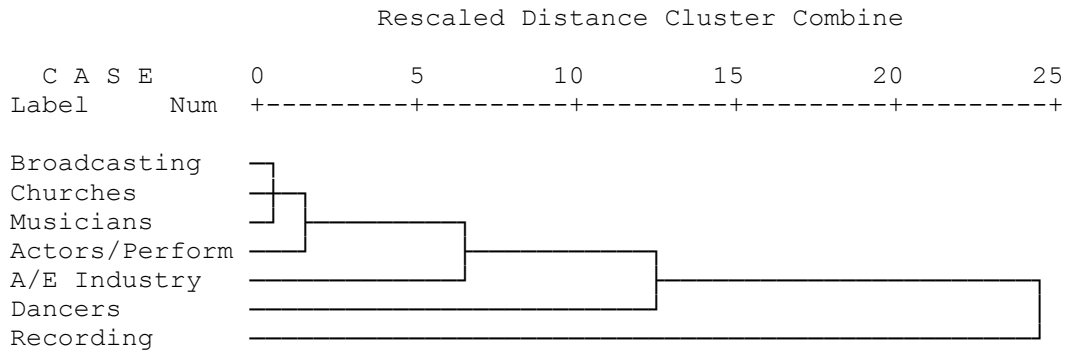 Rescaled Distance Cluster Combine
C A S E 0 5 10 15 20 25
Label Num +---------+---------+---------+---------+---------+
Broadcasting
Churches
Musicians
Actors/Perform
A/E Industry
Dancers
Recording